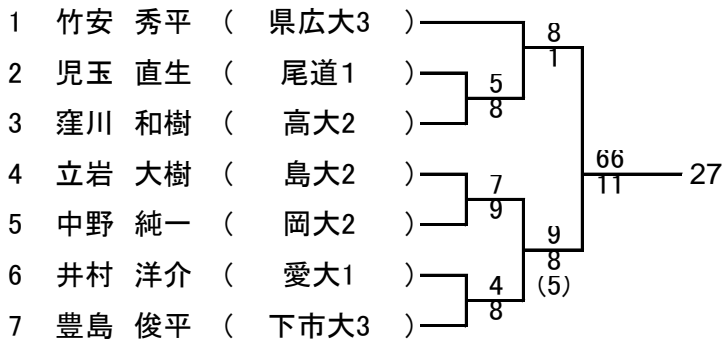 1 竹安 秀平 ( 県広大3 )
8
1
2 児玉 直生 ( 尾道1 )
5
8
3 窪川 和樹 ( 高大2 )
66
11
27
4 立岩 大樹 ( 島大2 )
7
9
5 中野 純一 ( 岡大2 )
9
8
(5)
6 井村 洋介 ( 愛大1 )
4
8
7 豊島 俊平 ( 下市大3 )